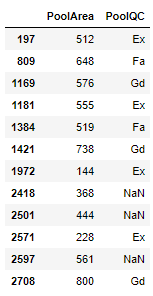 PoolArea PoolQC
197 512 Ex
809 648 Fa
1169 576 Gd
1181 555 Ex
1384 519 Fa
1421 738 Gd
1972 144 Ex
2418 368 NaN
2501 444 NaN
2571 228 Ex
2597 561 NaN
2708 800 Gd